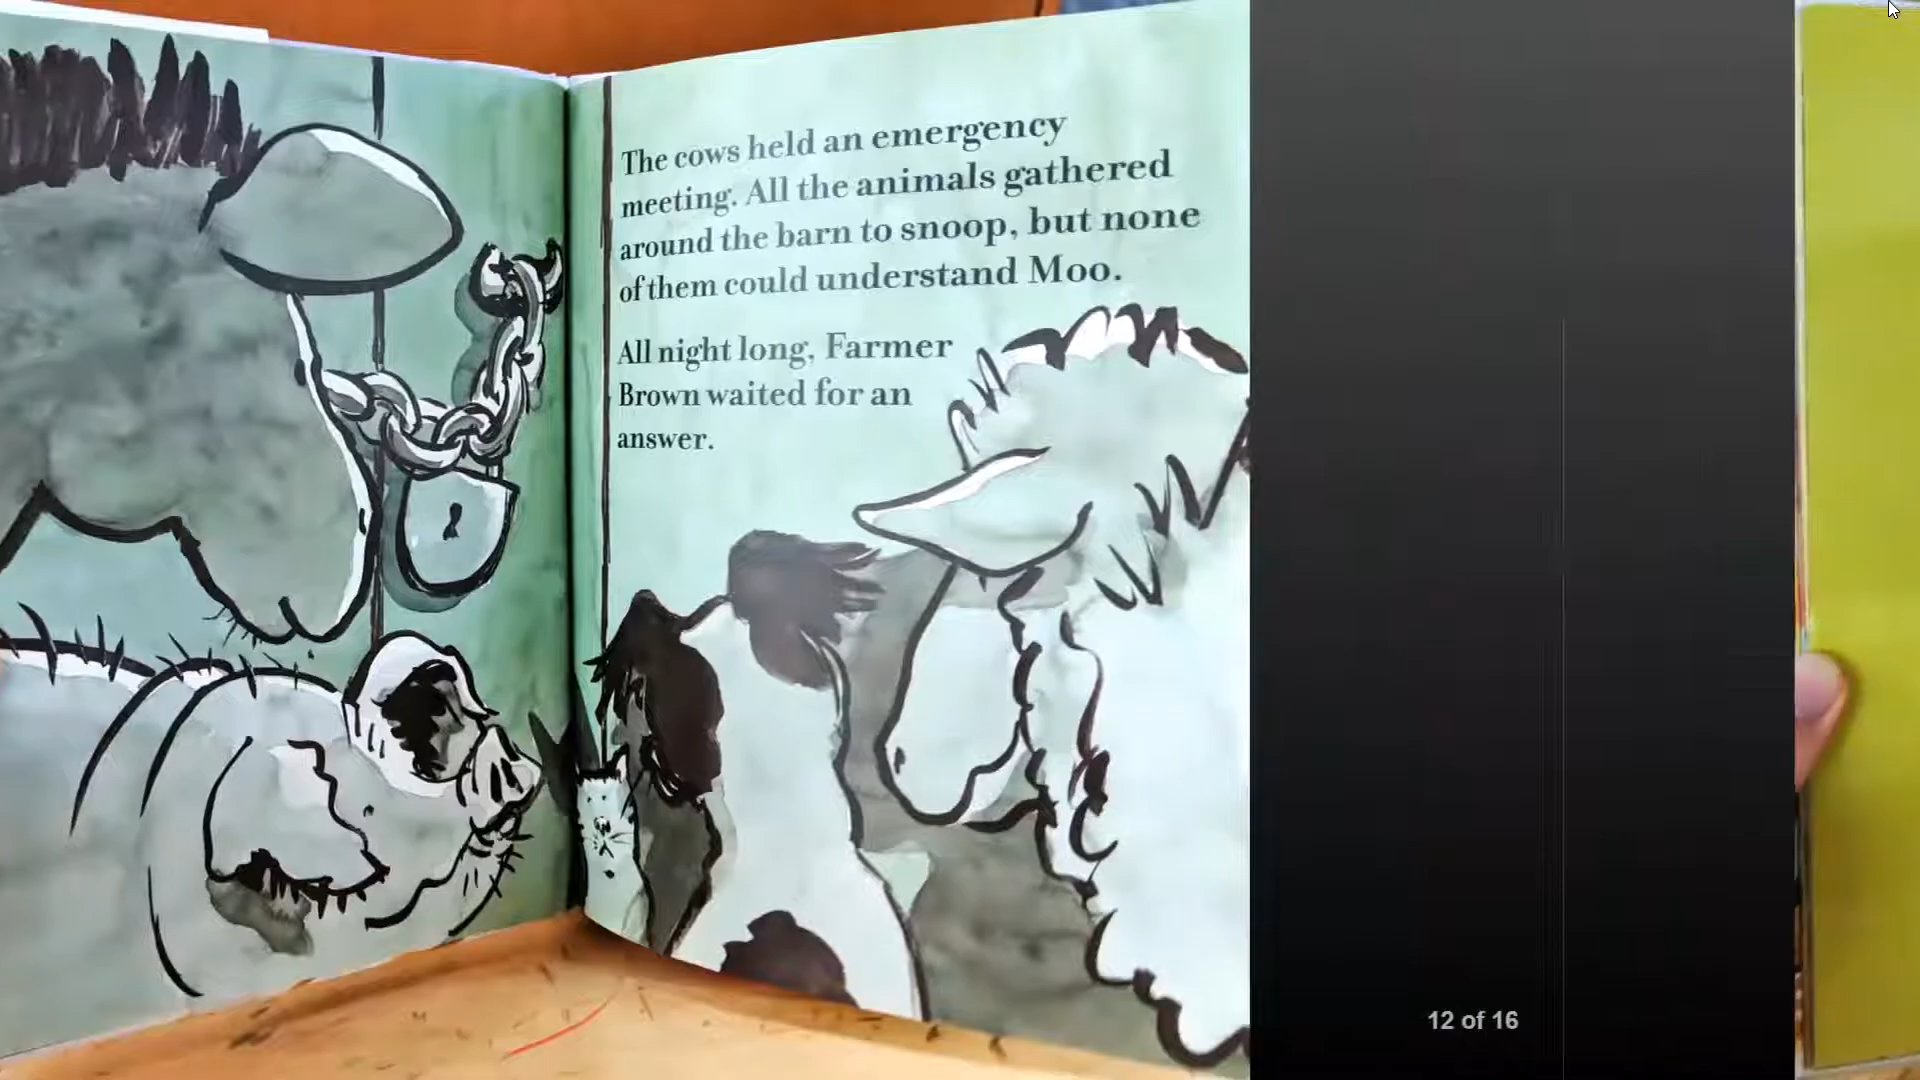 The cows held an emergency
meeting. All the animals gathered
around the barn to snoop, but none
of them could understand Moo.
All night long, Farmer
Brown waited for an
answer.
12 of 16